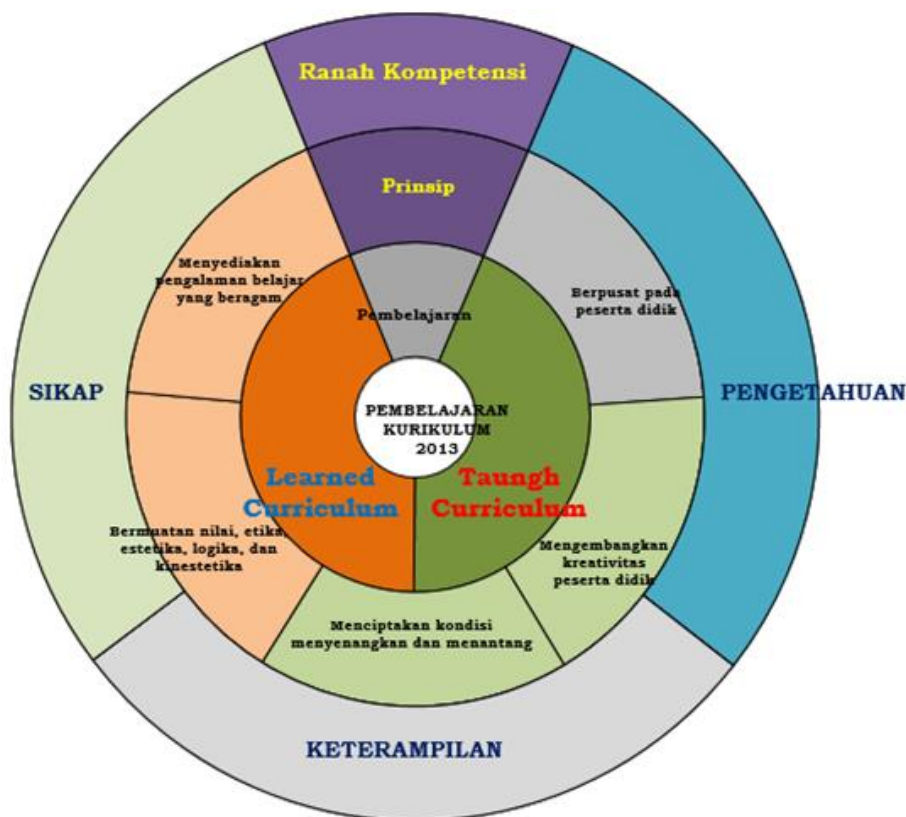 Ranah Kompetensi
Prinsip
Pembelajaran
Menyediakan
pengalaman belajar
yang beragam
Berpusat pada
peserta didik
SIKAP
PENGETAHUAN
PEMBELAJARAN
KURIKULUM
2013
Learned
Curriculum
Taungh
Curriculum
Bermuatan nilai, etika,
estetika, logika, dan
kinestetika
Mengembangkan
kreativitas
peserta didik
Menciptakan kondisi
menyenangkan dan menantang
KETERAMPILAN